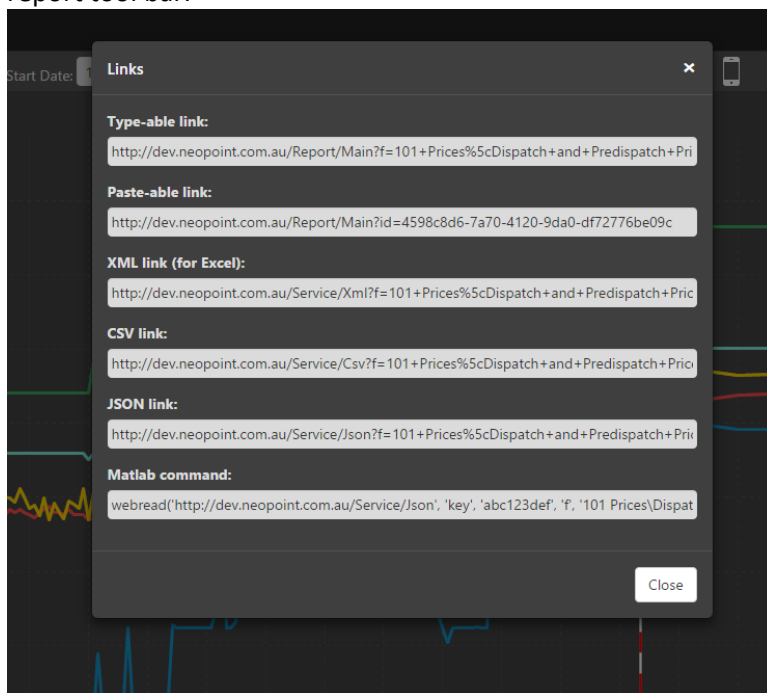 report tool bar.
Start Date: 1
Links ×
Type-able link:
http://dev.neopoint.com.au/Report/Main?f=101+Prices%5cDispatch+and+Predispatch+Pri
Paste-able link:
http://dev.neopoint.com.au/Report/Main?id=4598c8d6-7a70-4120-9da0-df72776be09c
XML link (for Excel):
http://dev.neopoint.com.au/Service/Xml?f=101+Prices%5cDispatch+and+Predispatch+Pric
CSV link:
http://dev.neopoint.com.au/Service/Csv?f=101+Prices%5cDispatch+and+Predispatch+Pric
JSON link:
http://dev.neopoint.com.au/Service/Json?f=101+Prices%5cDispatch+and+Predispatch+Pri
Matlab command:
webread('http://dev.neopoint.com.au/Service/Json', 'key', 'abc123def', 'f', '101 Prices\Dispat
Close